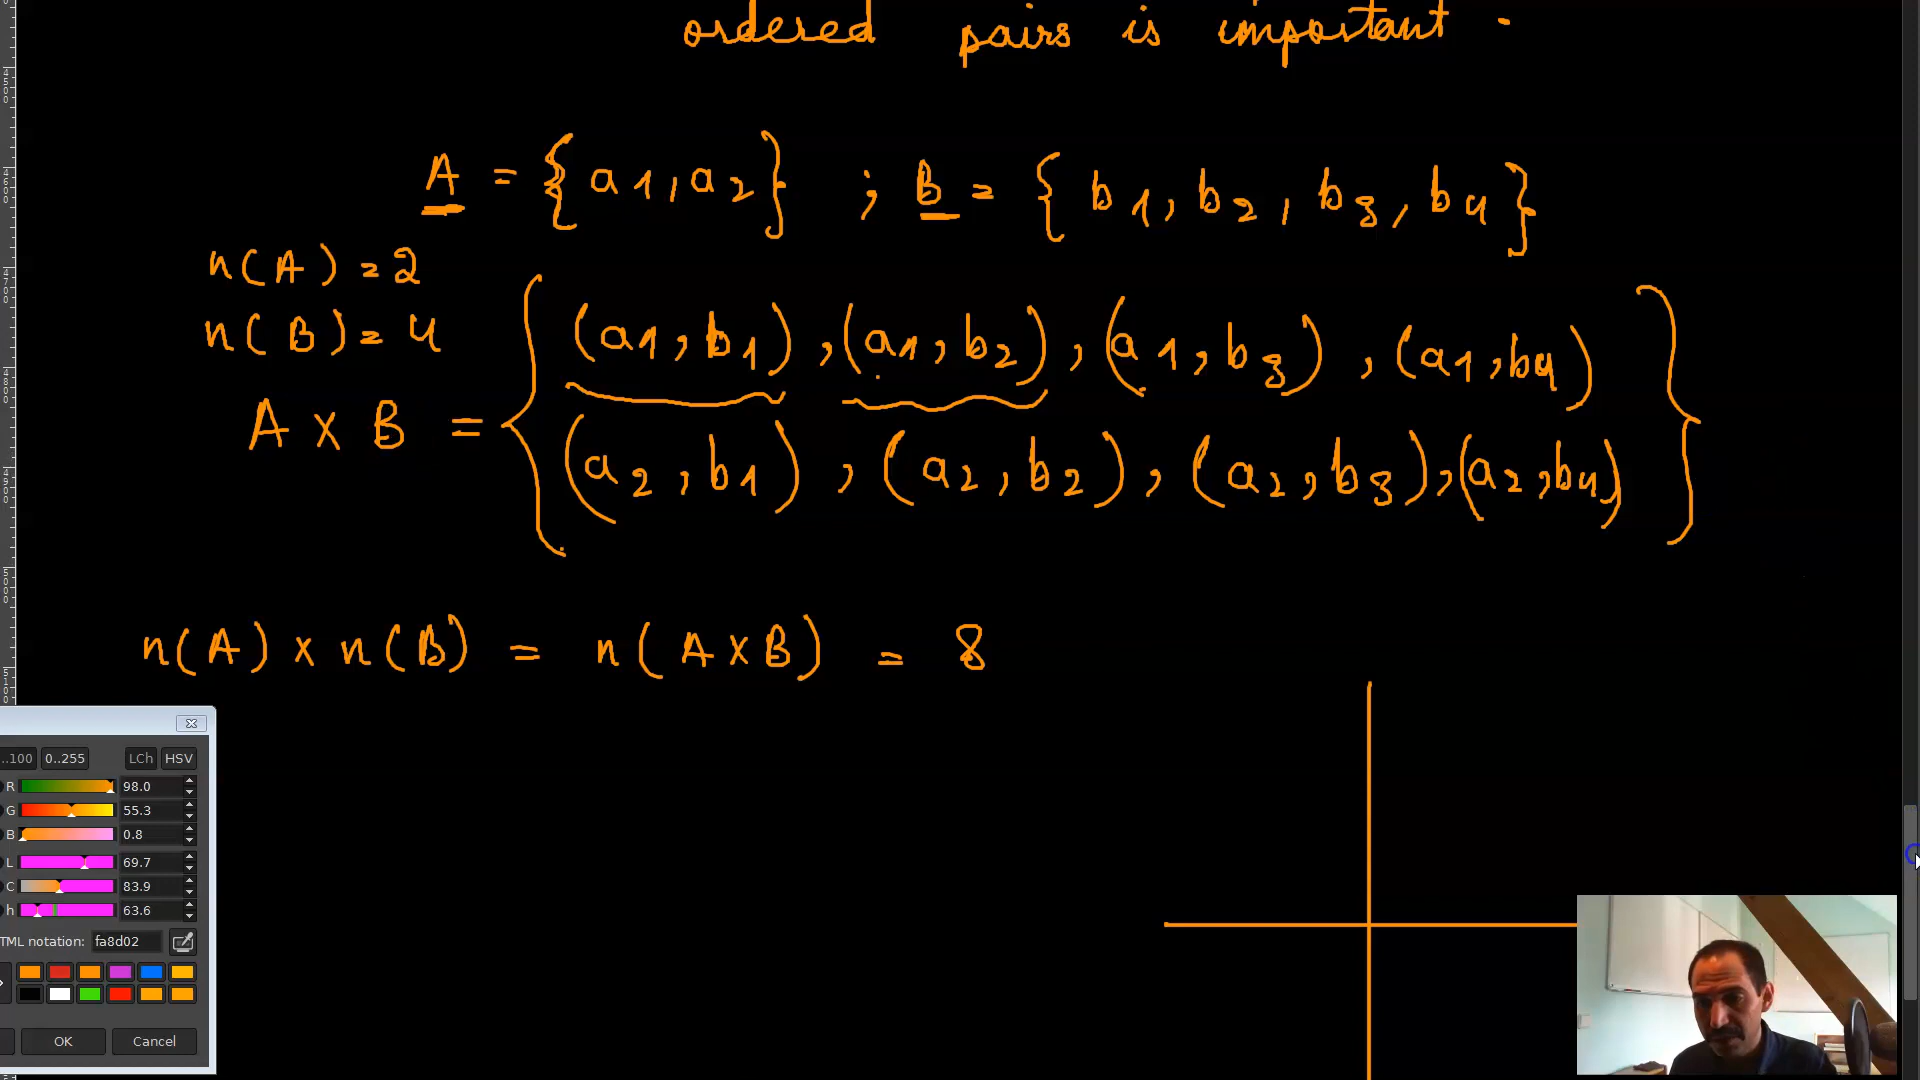 ordered pairs is important.
A = {a1, a2} ; B = {b1, b2, b3, b4}
n(A) = 2
n(B) = 4
A x B = {(a1, b1), (a1, b2), (a1, b3), (a1, b4)
(a2, b1), (a2, b2), (a2, b3), (a2, b4)}
n(A) x n(B) = n(A x B) = 8
..100 0..255 LCh HSV
R 98.0
G 55.3
B 0.8
L 69.7
C 83.9
h 63.6
TML notation: fa8d02
OK Cancel